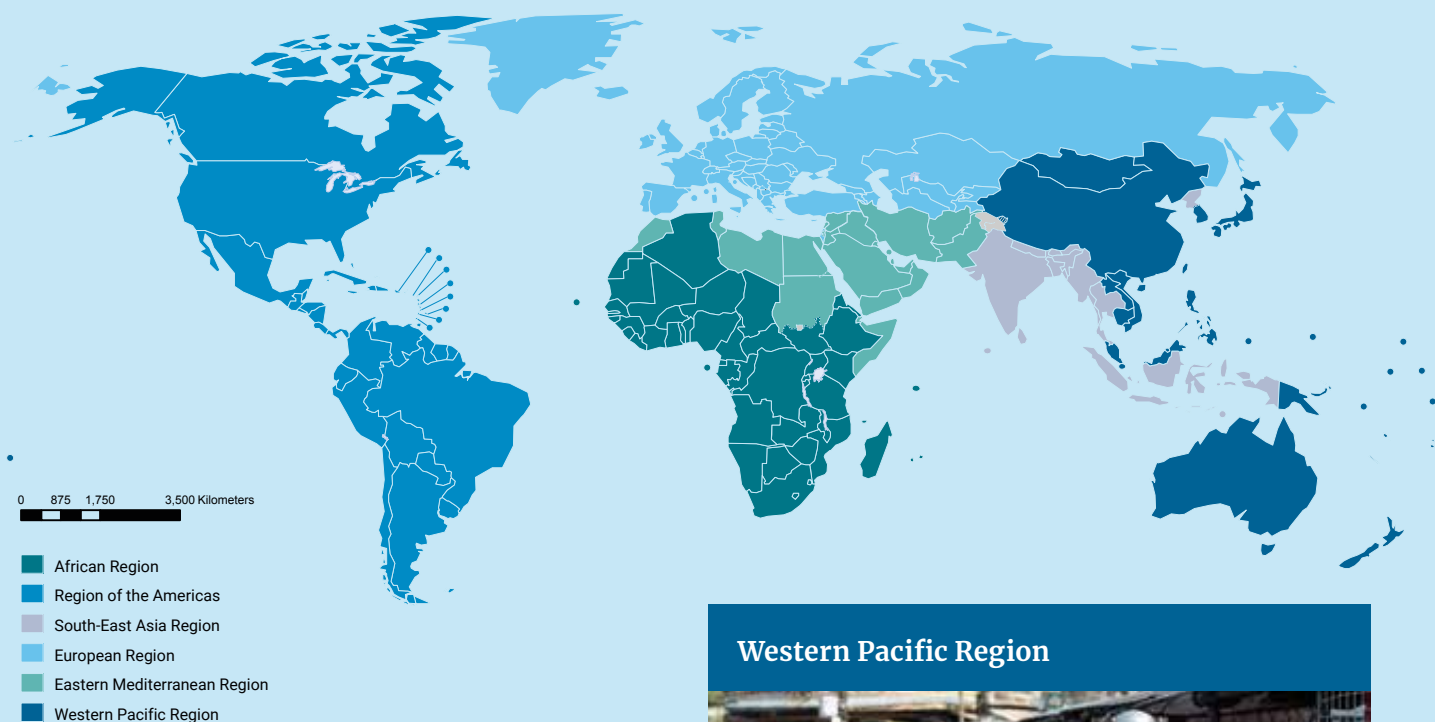 0 875 1,750 3,500 Kilometers
African Region
Region of the Americas
South-East Asia Region
European Region
Eastern Mediterranean Region
Western Pacific Region
Western Pacific Region